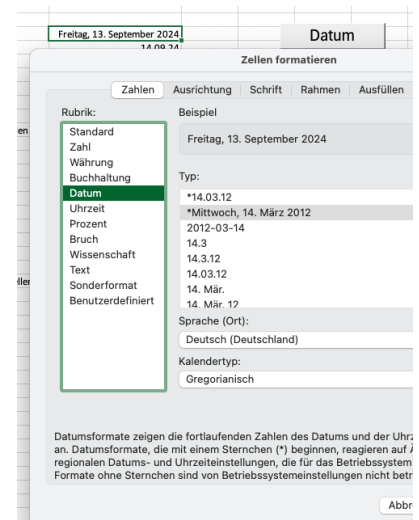 Freitag, 13. September 2024
Datum
14.09.24
Zellen formatieren
Zahlen Ausrichtung Schrift Rahmen Ausfüllen
Rubrik:
Standard
Zahl
Währung
Buchhaltung
Datum
Uhrzeit
Prozent
Bruch
Wissenschaft
Text
Sonderformat
Benutzerdefiniert
Beispiel
Freitag, 13. September 2024
Typ:
*14.03.12
*Mittwoch, 14. März 2012
2012-03-14
14.3
14.3.12
14.03.12
14. Mär.
14. Mär. 12
Sprache (Ort):
Deutsch (Deutschland)
Kalendertyp:
Gregorianisch
Datumsformate zeigen die fortlaufenden Zahlen des Datums und der Uhrz
an. Datumsformate, die mit einem Sternchen (*) beginnen, reagieren auf
regionalen Datums- und Uhrzeiteinstellungen, die für das Betriebssystem
Formate ohne Sternchen sind von Betriebssystemeinstellungen nicht betr
Abbr